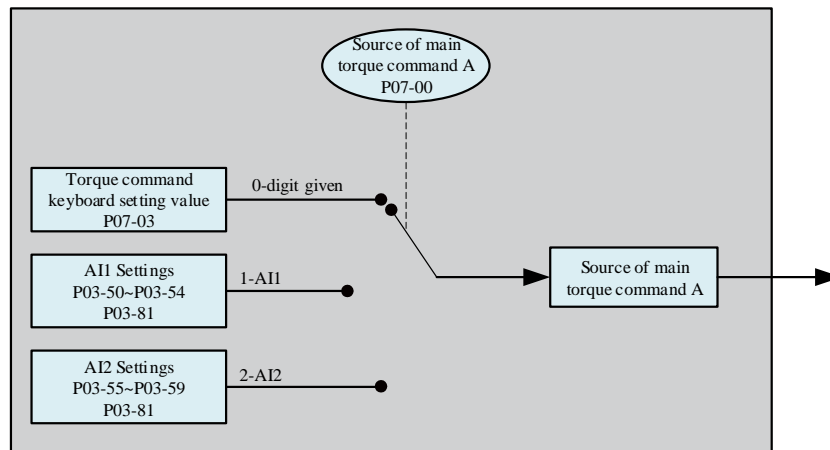 Source of main
torque command A
P07-00
Torque command
keyboard setting value
P07-03
0-digit given
AI1 Settings
P03-50~P03-54
P03-81
1-AI1
Source of main
torque command A
AI2 Settings
P03-55~P03-59
P03-81
2-AI2